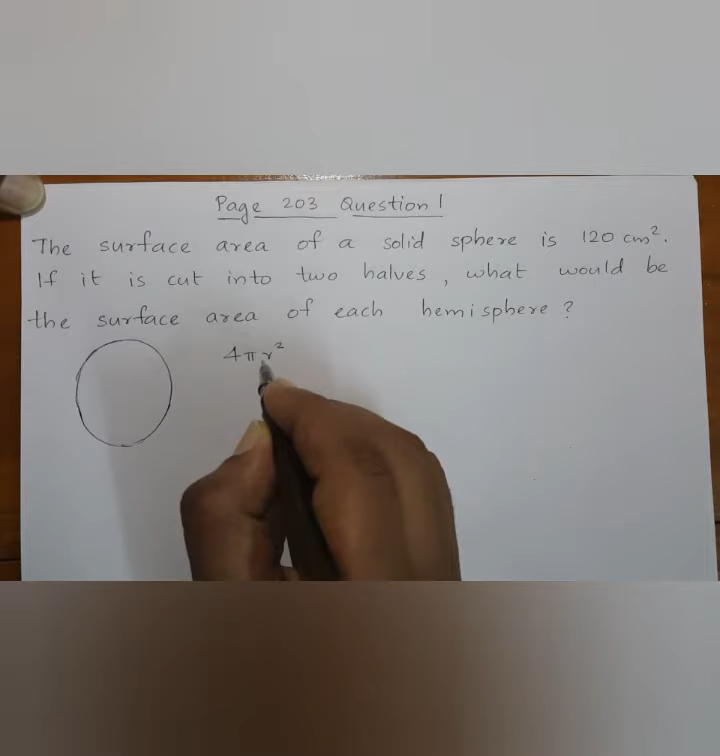 Page 203 Question 1
The surface area of a solid sphere is 120 cm².
If it is cut into two halves, what would be
the surface area of each hemisphere?
4πr²